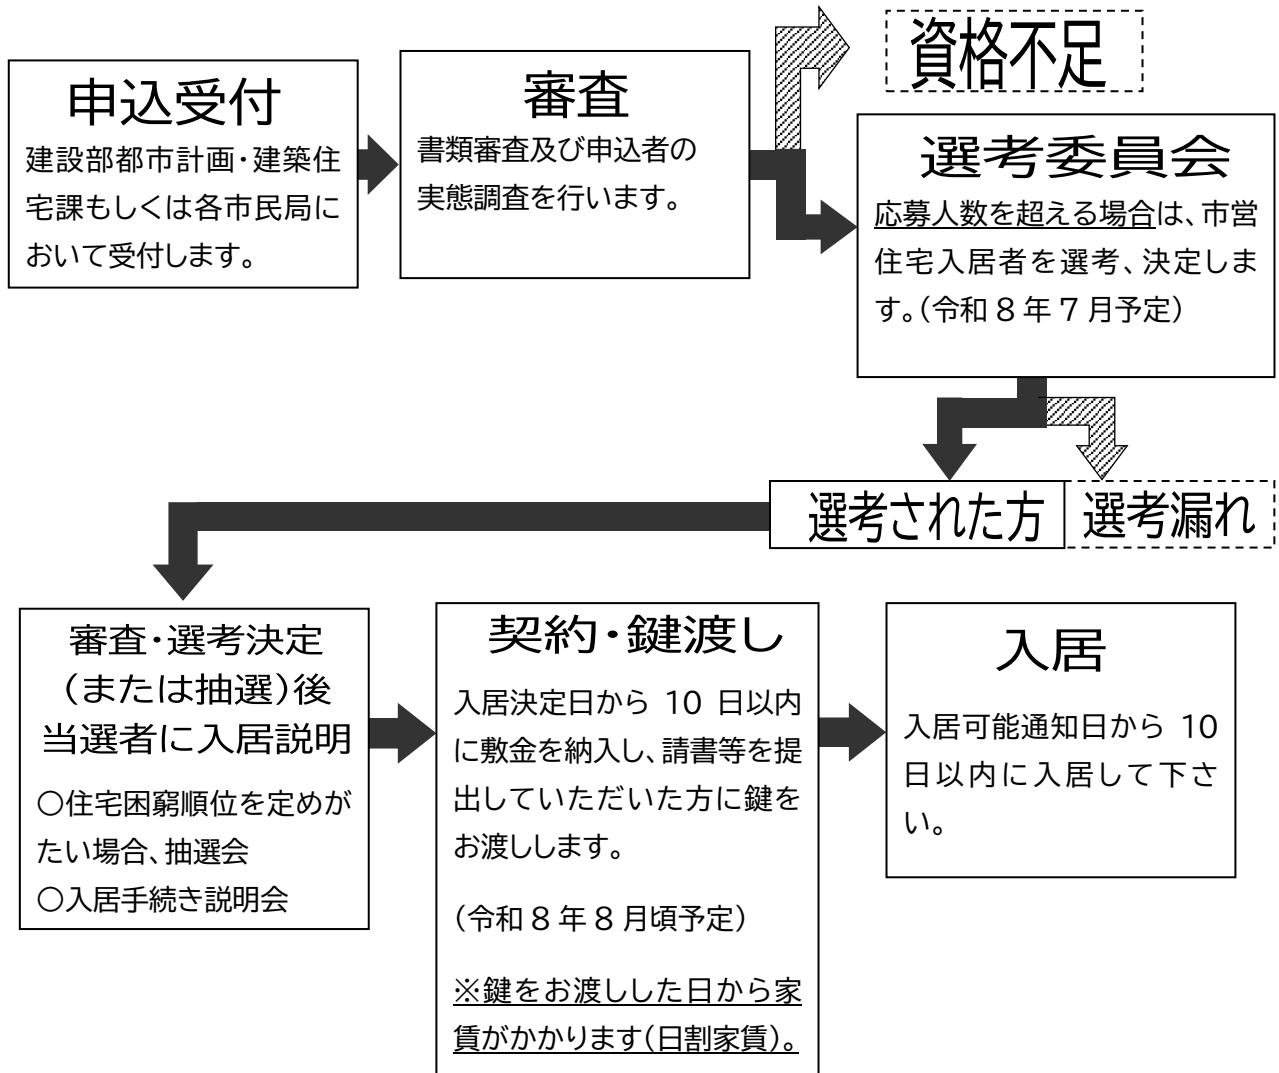 申込受付
建設部都市計画・建築住
宅課もしくは各市民局に
おいて受付します。
審査
書類審査及び申込者の
実態調査を行います。
資格不足
選考委員会
応募人数を超える場合は、市営
住宅入居者を選考、決定しま
す。（令和８年７月予定）
選考された方
選考漏れ
審査・選考決定
（または抽選）後
当選者に入居説明
○住宅困窮順位を定めが
たい場合、抽選会
○入居手続き説明会
契約・鍵渡し
入居決定日から 10 日以内
に敷金を納入し、請書等を提
出していただいた方に鍵を
お渡しします。
（令和８年８月頃予定）
※鍵をお渡しした日から家
賃がかかります（日割家賃）。
入居
入居可能通知日から 10
日以内に入居して下さ
い。